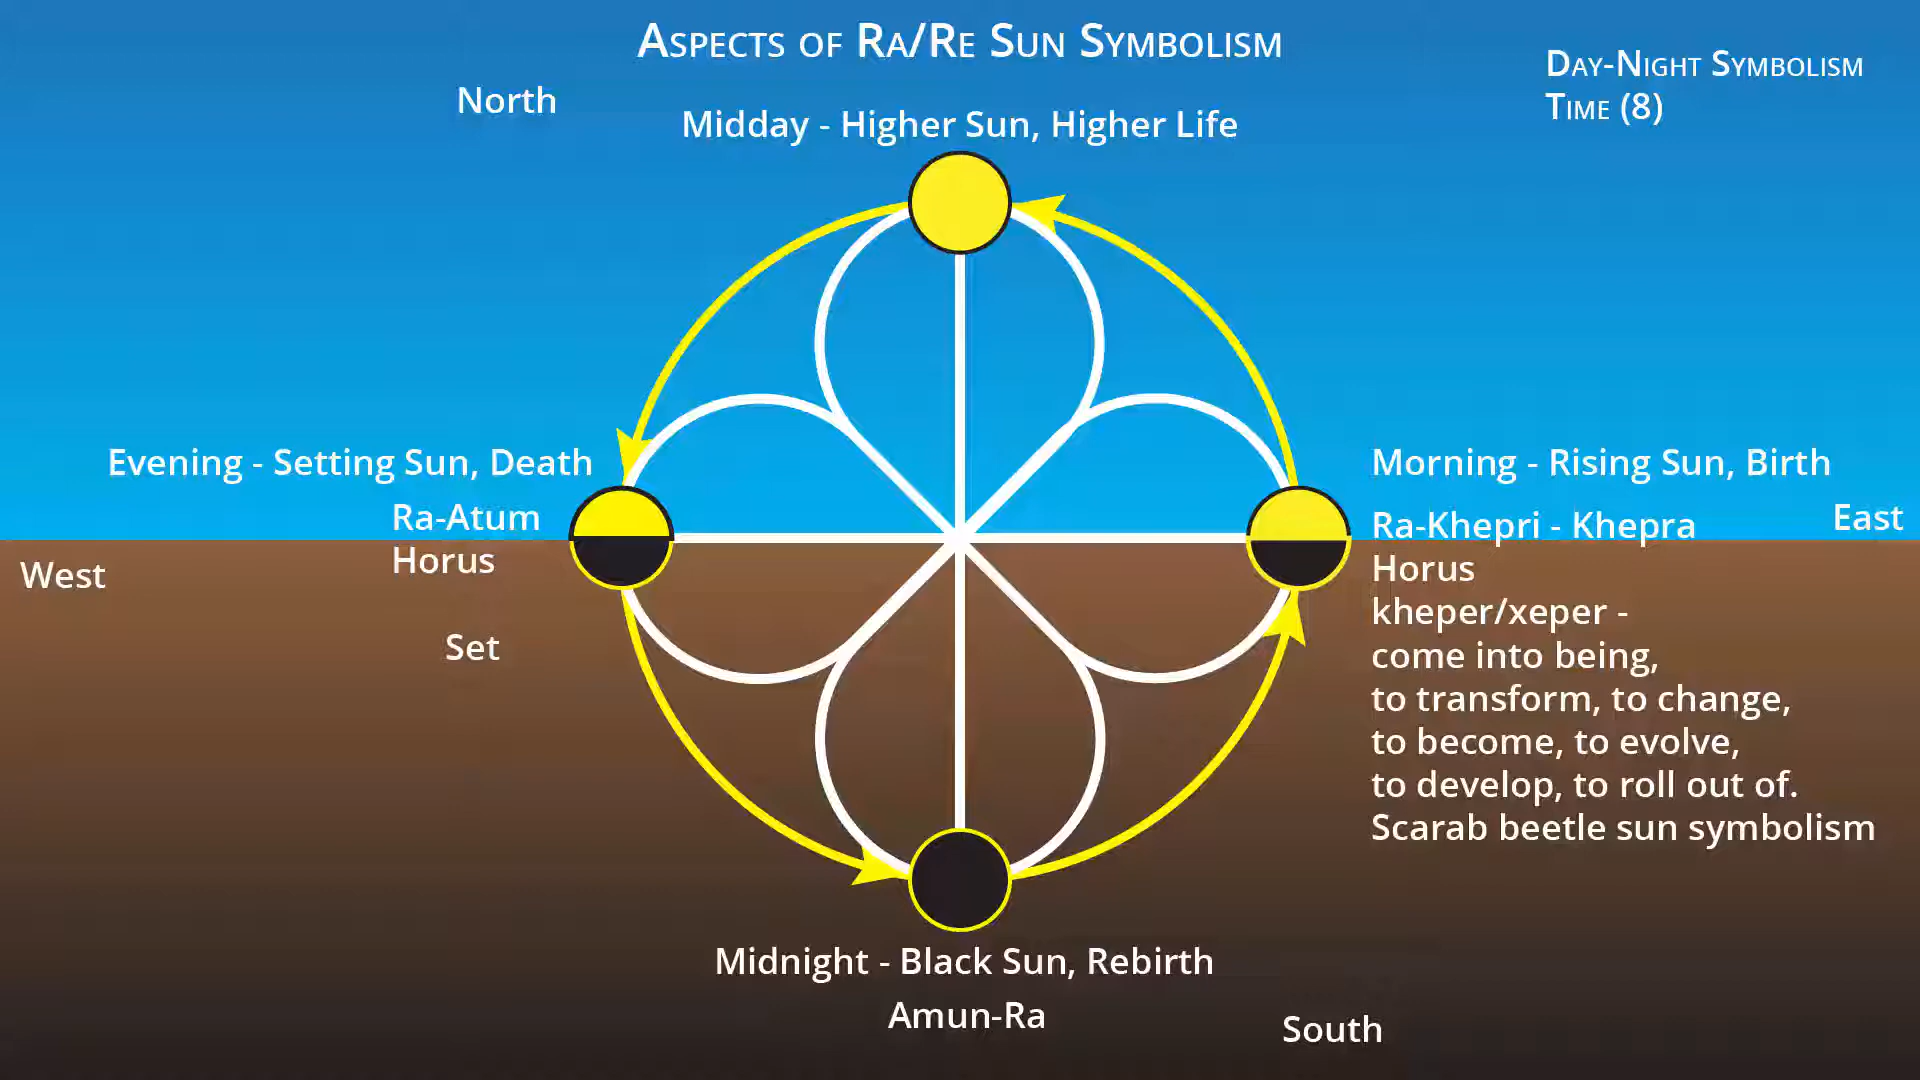 Aspects of Ra/Re Sun Symbolism
Day-Night Symbolism
Time (8)
North
Midday - Higher Sun, Higher Life
Evening - Setting Sun, Death
Ra-Atum
Horus
West
Set
Morning - Rising Sun, Birth
East
Ra-Khepri - Khepra
Horus
kheper/xeper -
come into being,
to transform, to change,
to become, to evolve,
to develop, to roll out of.
Scarab beetle sun symbolism
Midnight - Black Sun, Rebirth
Amun-Ra
South